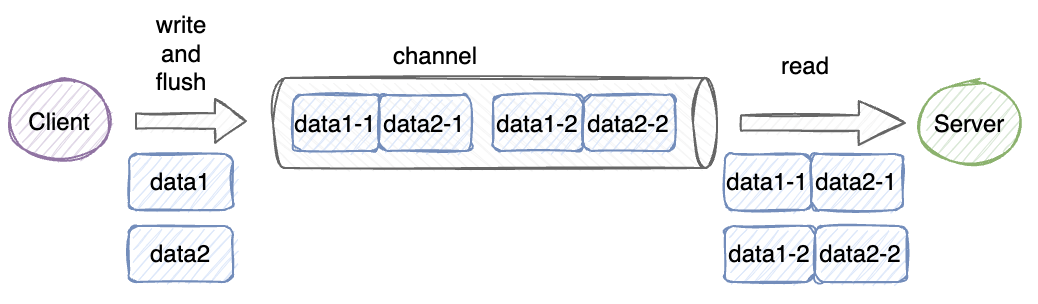 write
and
flush
channel
read
Client
data1-1 data2-1 data1-2 data2-2
Server
data1
data2
data1-1 data2-1
data1-2 data2-2